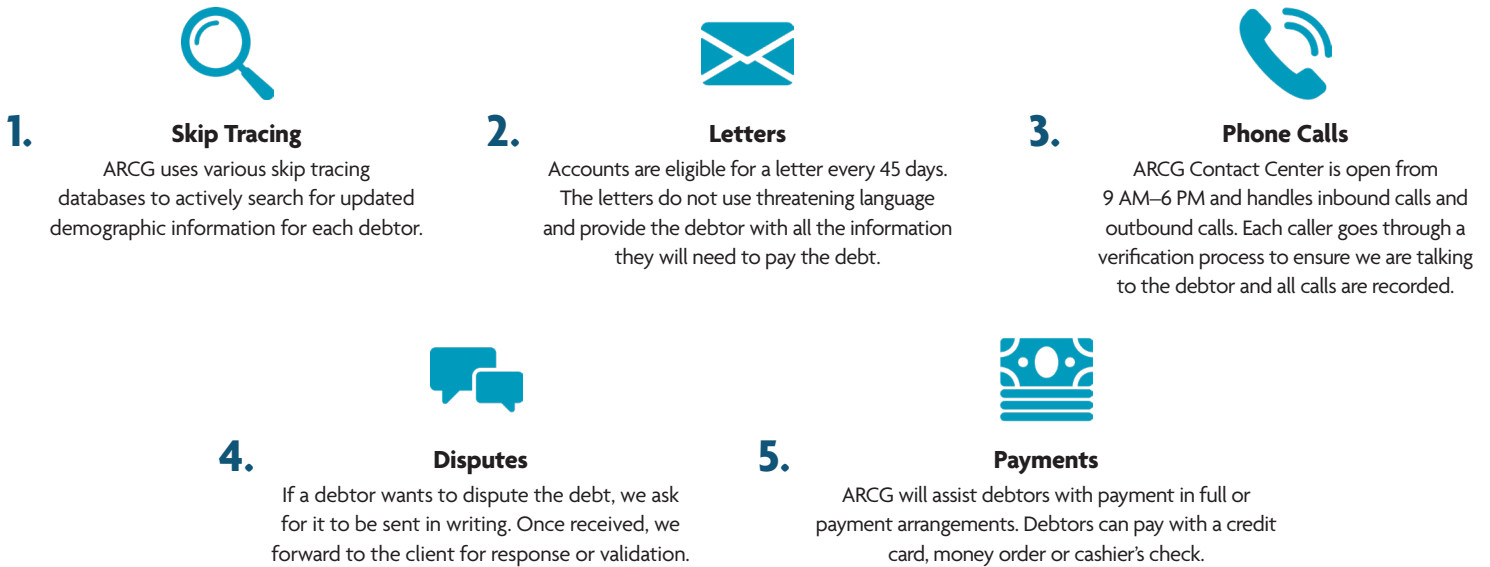 1.
Skip Tracing
ARCG uses various skip tracing
databases to actively search for updated
demographic information for each debtor.
2.
Letters
Accounts are eligible for a letter every 45 days.
The letters do not use threatening language
and provide the debtor with all the information
they will need to pay the debt.
3.
Phone Calls
ARCG Contact Center is open from
9 AM–6 PM and handles inbound calls and
outbound calls. Each caller goes through a
verification process to ensure we are talking
to the debtor and all calls are recorded.
4.
Disputes
If a debtor wants to dispute the debt, we ask
for it to be sent in writing. Once received, we
forward to the client for response or validation.
5.
Payments
ARCG will assist debtors with payment in full or
payment arrangements. Debtors can pay with a credit
card, money order or cashier's check.